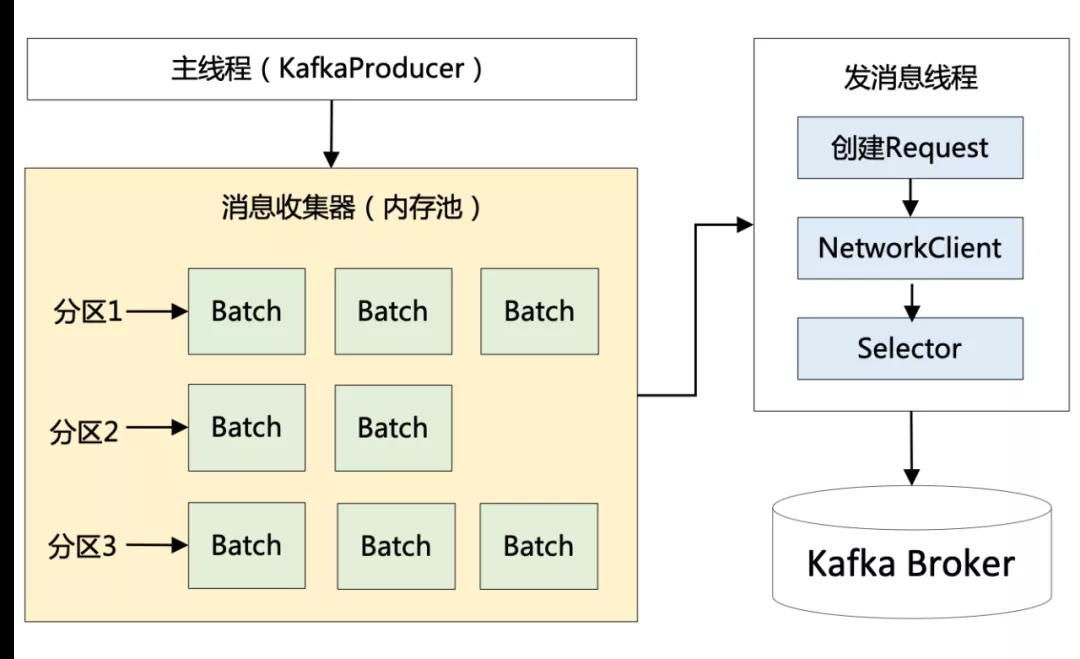 主线程（KafkaProducer）
消息收集器（内存池）
分区1
Batch
Batch
Batch
分区2
Batch
Batch
分区3
Batch
Batch
Batch
发消息线程
创建Request
NetworkClient
Selector
Kafka Broker